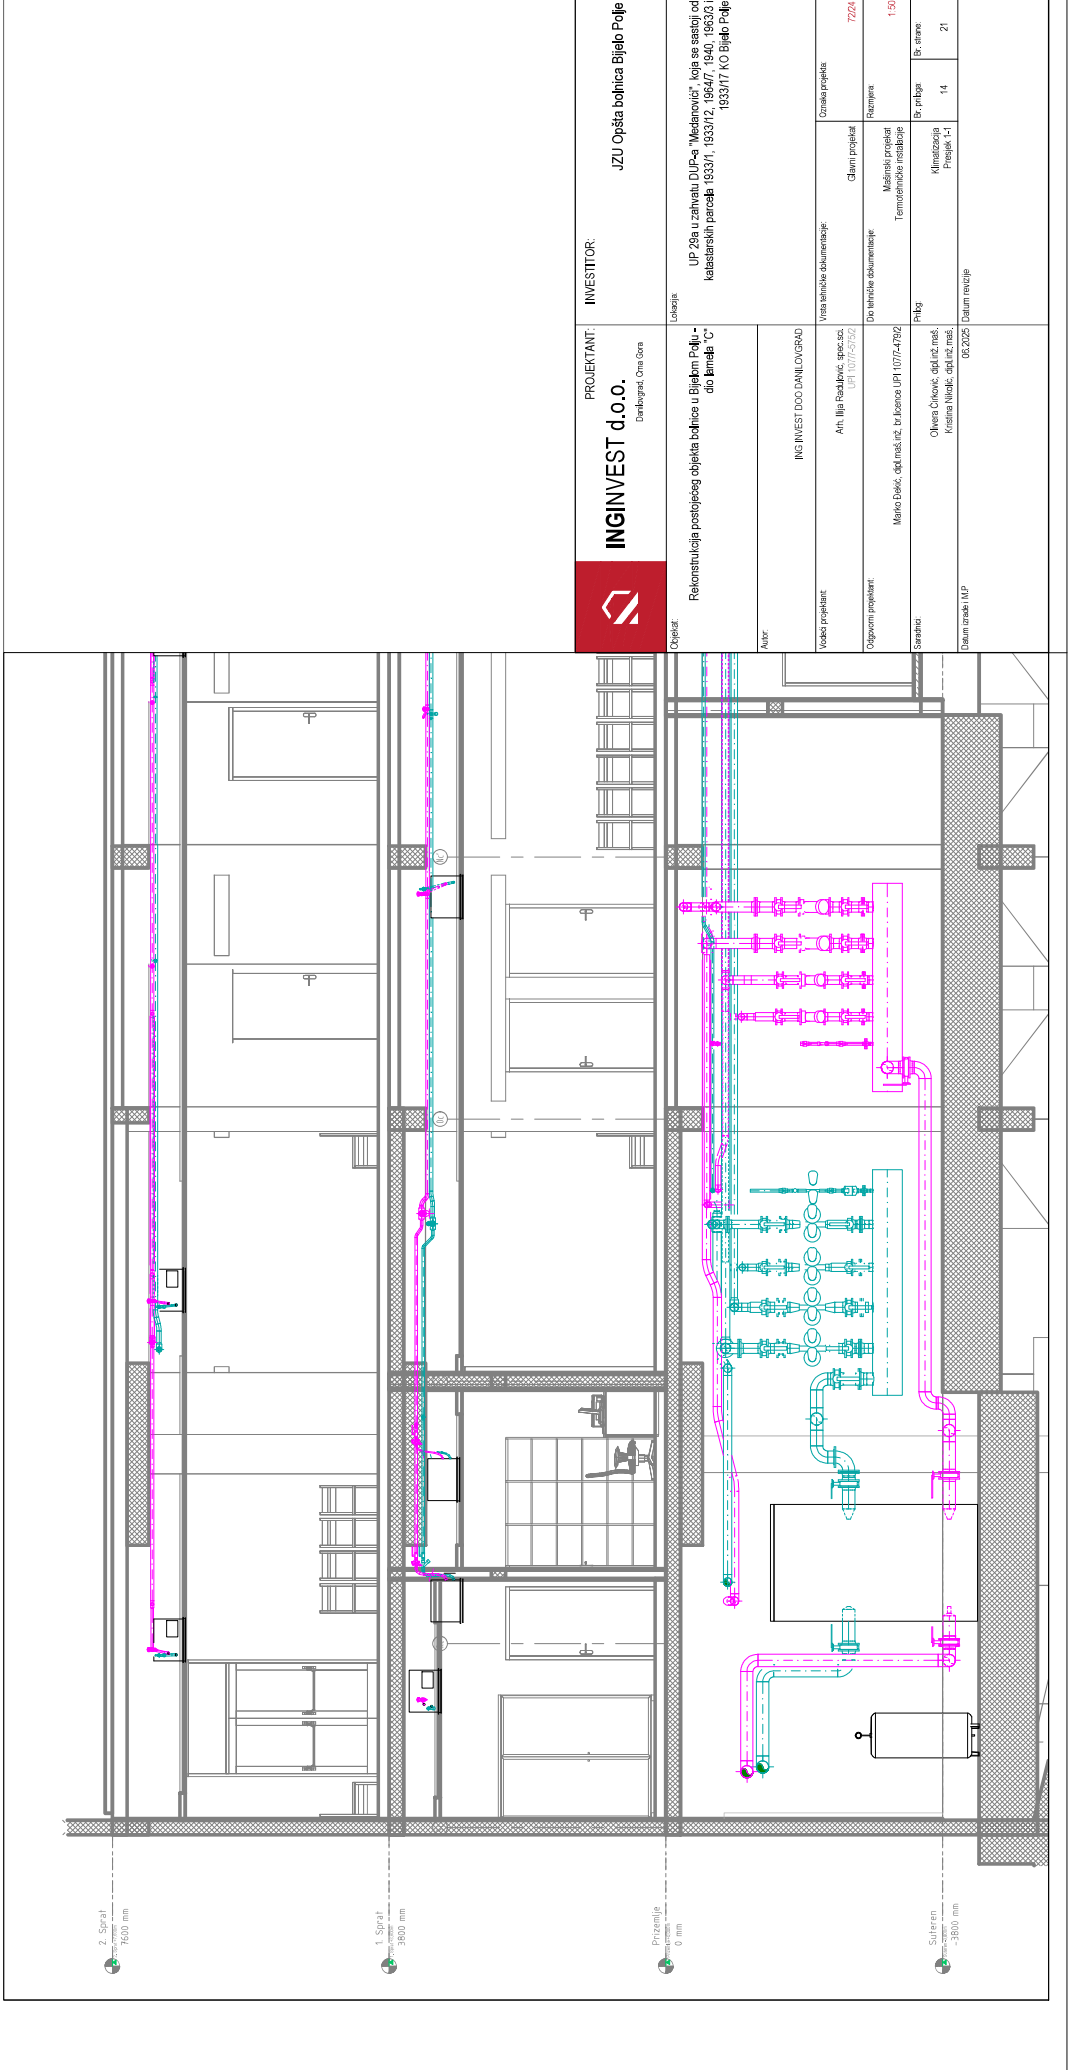 PROJEKTANT:
INGINVEST d.o.o.
Danilovgrad, Crna Gora
INVESTITOR:
JZU Opšta bolnica Bijelo Polje
Objekat:
Rekonstrukcija postojećeg objekta bolnice u Bijelom Polju -
dio lamela "C"
Lokacija:
UP 29a u zahvatu DUP-a "Medanovići", koja se sastoji od
katastarskih parcela 1933/1, 1933/12, 1964/7, 1940, 1963/3 i
1933/17 KO Bijelo Polje
Autor:
ING INVEST DOO DANILOVGRAD
Vodeći projektant:
Arh. Ilija Radulović, spec.sci.
UPI 107/7-575/2
Vrsta tehničke dokumentacije:
Glavni projekat
Oznaka projekta:
72/24
Odgovorni projektant:
Marko Đekić, dipl.maš.inž, br.licence UPI 107/7-479/2
Dio tehničke dokumentacije:
Mašinski projekat
Termotehničke instalacije
Razmjera:
1:50
Saradnici:
Olivera Ćirković, dipl.inž.maš.
Kristina Nikolić, dipl.inž.maš.
Prilog:
Klimatizacija
Presjek 1-1
Br. priloga:
14
Br. strane:
21
Datum izrade i M.P
06.2025
Datum revizije
2. Sprat
7600 mm
1. Sprat
3800 mm
Prizemlje
0 mm
Suteren
-3800 mm